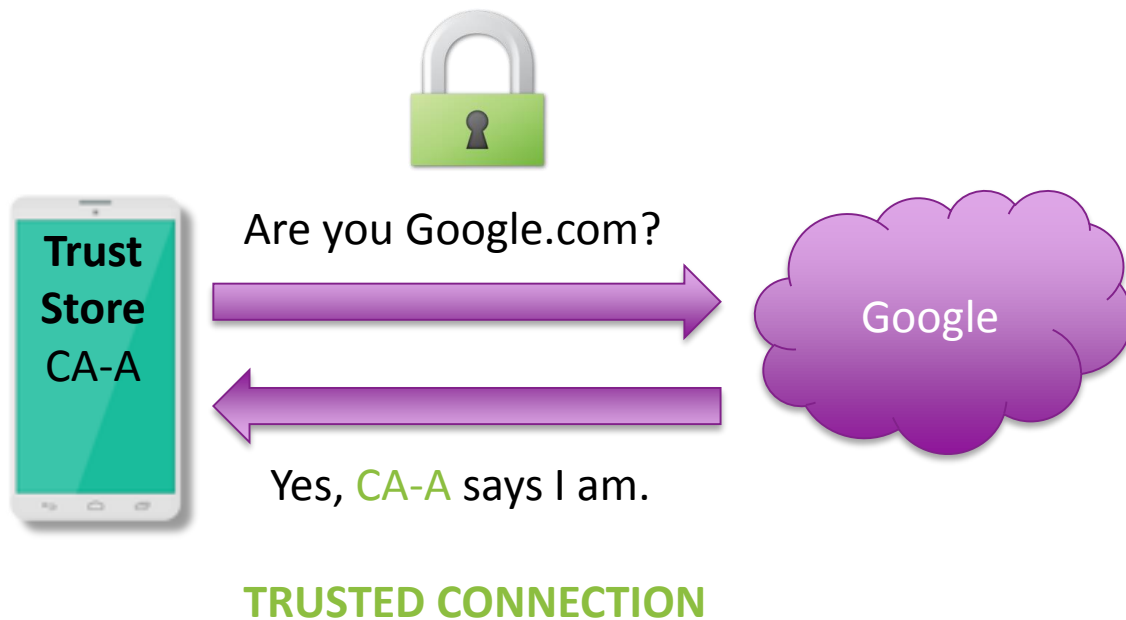 Are you Google.com?
Trust
Store
CA-A
Google
Yes, CA-A says I am.
TRUSTED CONNECTION